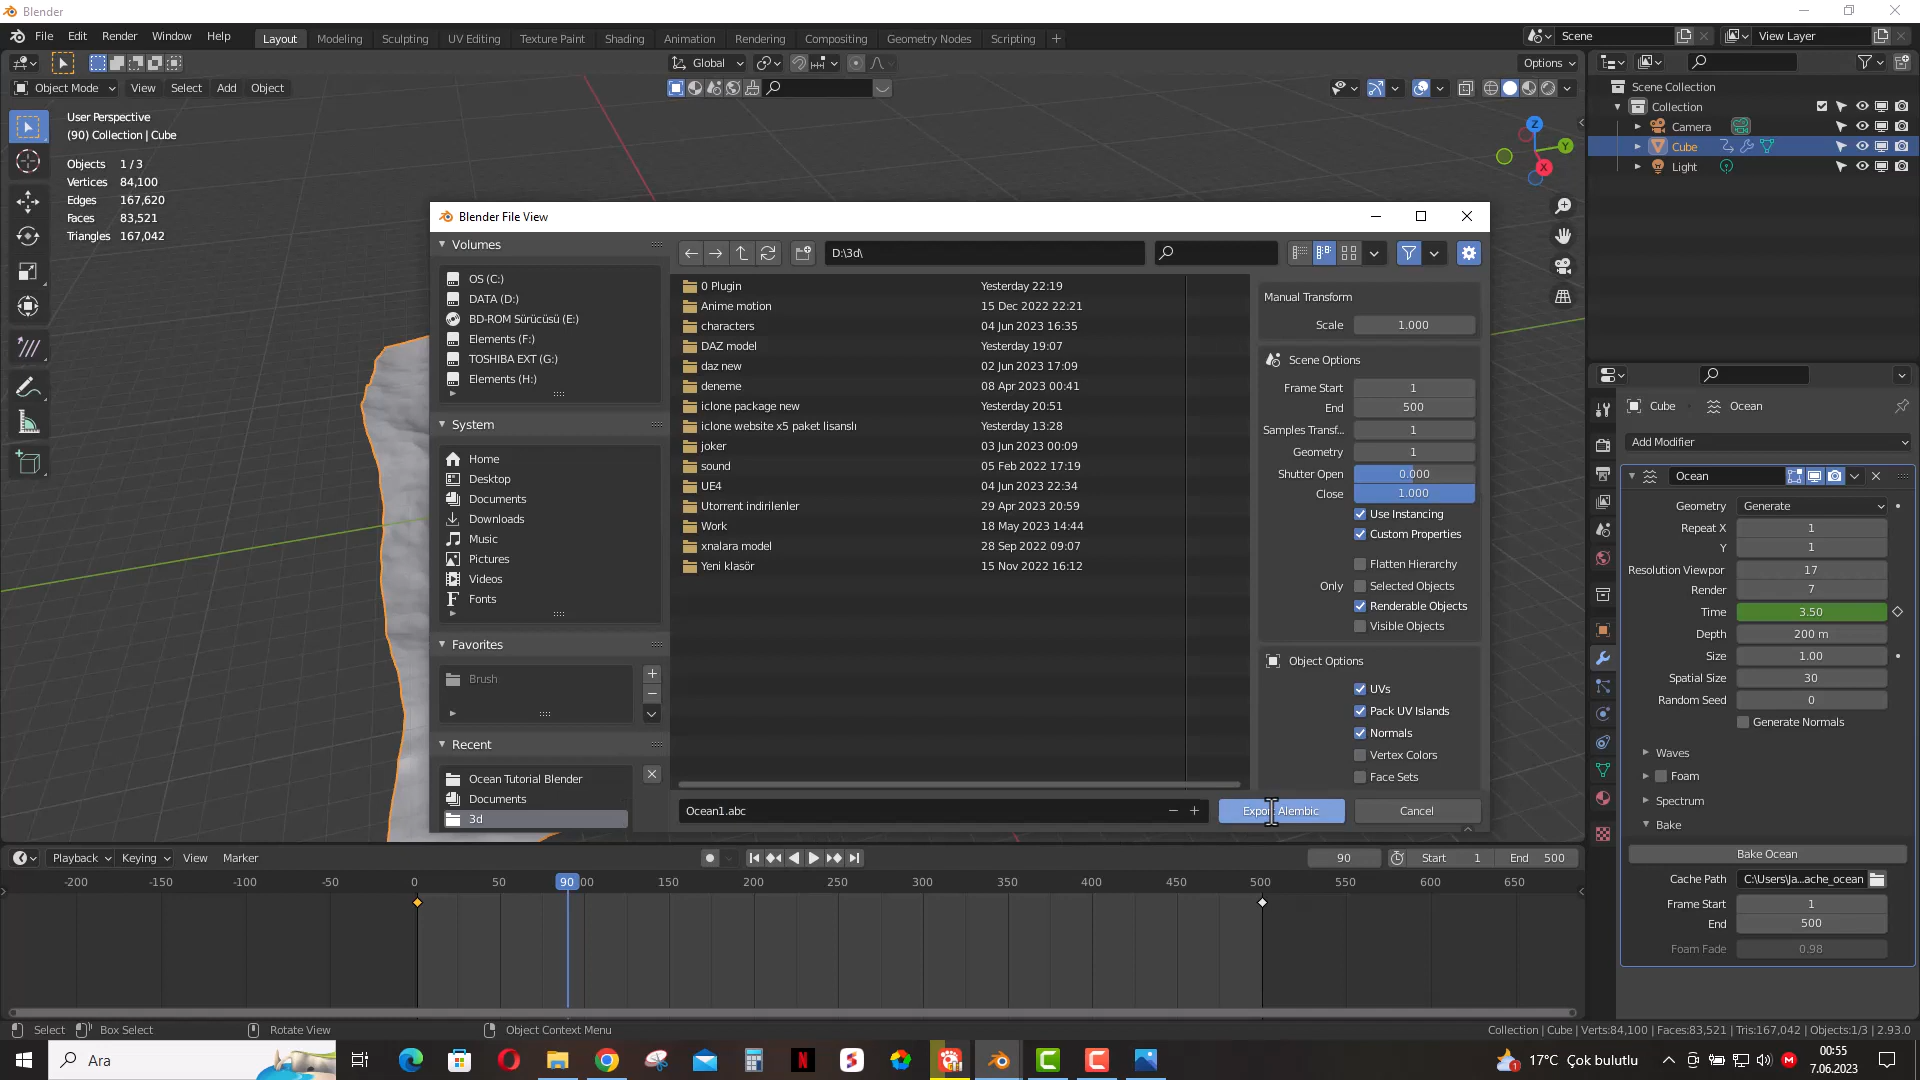 Blender
File Edit Render Window Help
Layout Modeling Sculpting UV Editing Texture Paint Shading Animation Rendering Compositing Geometry Nodes Scripting +
Scene View Layer
Global Options
Object Mode View Select Add Object
User Perspective
(90) Collection | Cube
Objects 1 / 3
Vertices 84,100
Edges 167,620
Faces 83,521
Triangles 167,042
Z
Y
X
Scene Collection
Collection
Camera
Cube
Light
Blender File View
Volumes
OS (C:)
DATA (D:)
BD-ROM Sürücüsü (E:)
Elements (F:)
TOSHIBA EXT (G:)
Elements (H:)
System
Home
Desktop
Documents
Downloads
Music
Pictures
Videos
Fonts
Favorites
Brush
Recent
Ocean Tutorial Blender
Documents
3d
D:\3d\
0 Plugin Yesterday 22:19
Anime motion 15 Dec 2022 22:21
characters 04 Jun 2023 16:35
DAZ model Yesterday 19:07
daz new 02 Jun 2023 17:09
deneme 08 Apr 2023 00:41
iclone package new Yesterday 20:51
iclone website x5 paket lisanslı Yesterday 13:28
joker 03 Jun 2023 00:09
sound 05 Feb 2022 17:19
UE4 04 Jun 2023 22:34
Utorrent indirilenler 29 Apr 2023 20:59
Work 18 May 2023 14:44
xnalara model 28 Sep 2022 09:07
Yeni klasör 15 Nov 2022 16:12
Ocean1.abc
Export Alembic Cancel
Manual Transform
Scale 1.000
Scene Options
Frame Start 1
End 500
Samples Transf... 1
Geometry 1
Shutter Open 0.000
Close 1.000
Use Instancing
Custom Properties
Flatten Hierarchy
Only Selected Objects
Renderable Objects
Visible Objects
Object Options
UVs
Pack UV Islands
Normals
Vertex Colors
Face Sets
Cube Ocean
Add Modifier
Ocean
Geometry Generate
Repeat X 1
Y 1
Resolution Viewpor 17
Render 7
Time 3.50
Depth 200 m
Size 1.00
Spatial Size 30
Random Seed 0
Generate Normals
Waves
Foam
Spectrum
Bake
Bake Ocean
Cache Path C:\Users\Ja...ache_ocean
Frame Start 1
End 500
Foam Fade 0.98
Playback Keying View Marker
90 Start 1 End 500
-200 -150 -100 -50 0 50 90 00 150 200 250 300 350 400 450 500 550 600 650
Select Box Select Rotate View Object Context Menu
Collection | Cube | Verts:84,100 | Faces:83,521 | Tris:167,042 | Objects:1/3 | 2.93.0
Ara
17°C Çok bulutlu
00:55
7.06.2023